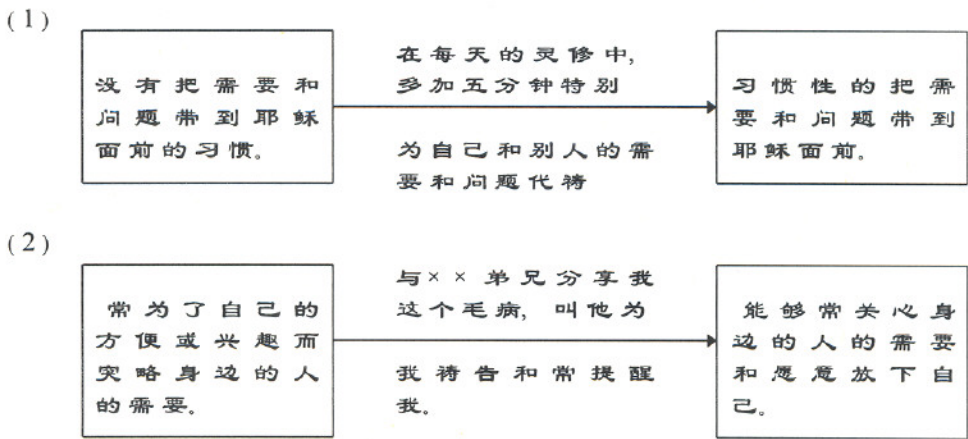 (1)
没有把需要和
问题带到耶稣
面前的习惯。
在每天的灵修中,
多加五分钟特别
为自己和别人的需
要和问题代祷
习惯性的把需
要和问题带到
耶稣面前。
(2)
常为了自己的
方便或兴趣而
突略身边的人
的需要。
与××弟兄分享我
这个毛病, 叫他为
我祷告和常提醒
我。
能够常关心身
边的人的需要
和愿意放下自
己。